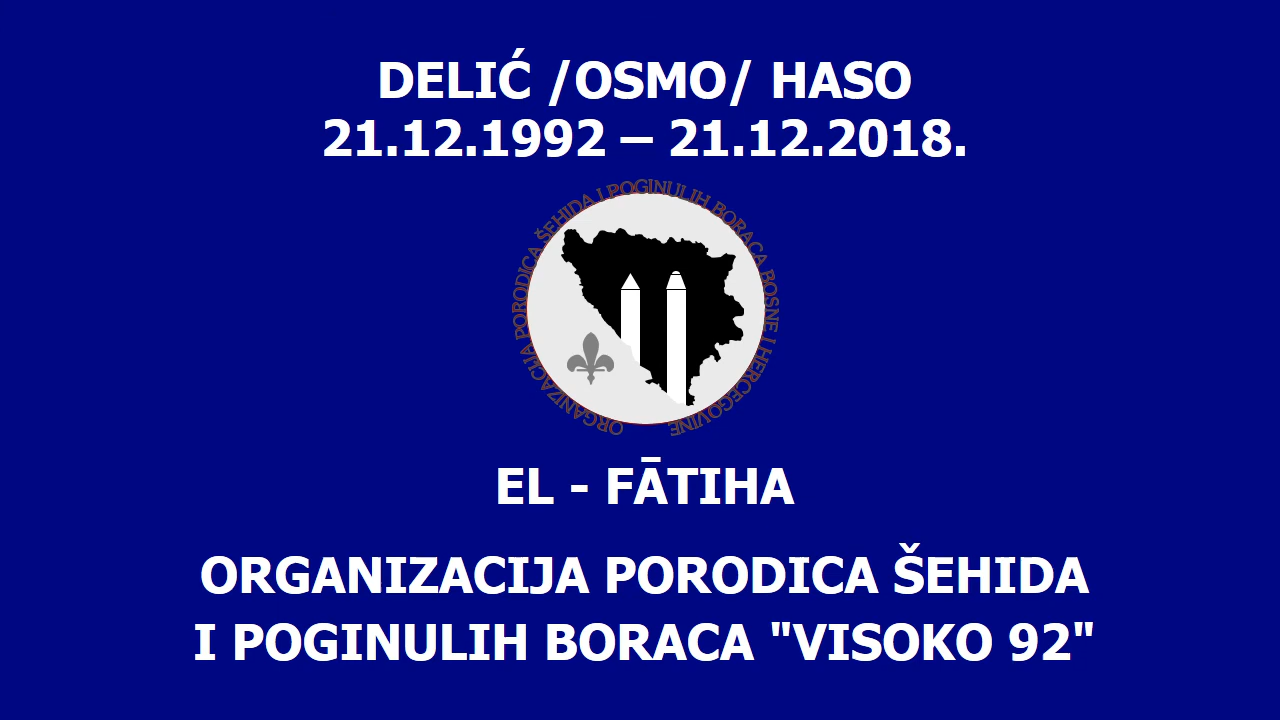 DELIĆ /OSMO/ HASO
21.12.1992 – 21.12.2018.
ORGANIZACIJA PORODICA ŠEHIDA I POGINULIH BORACA BOSNE I HERCEGOVINE
EL - FĀTIHA
ORGANIZACIJA PORODICA ŠEHIDA
I POGINULIH BORACA "VISOKO 92"